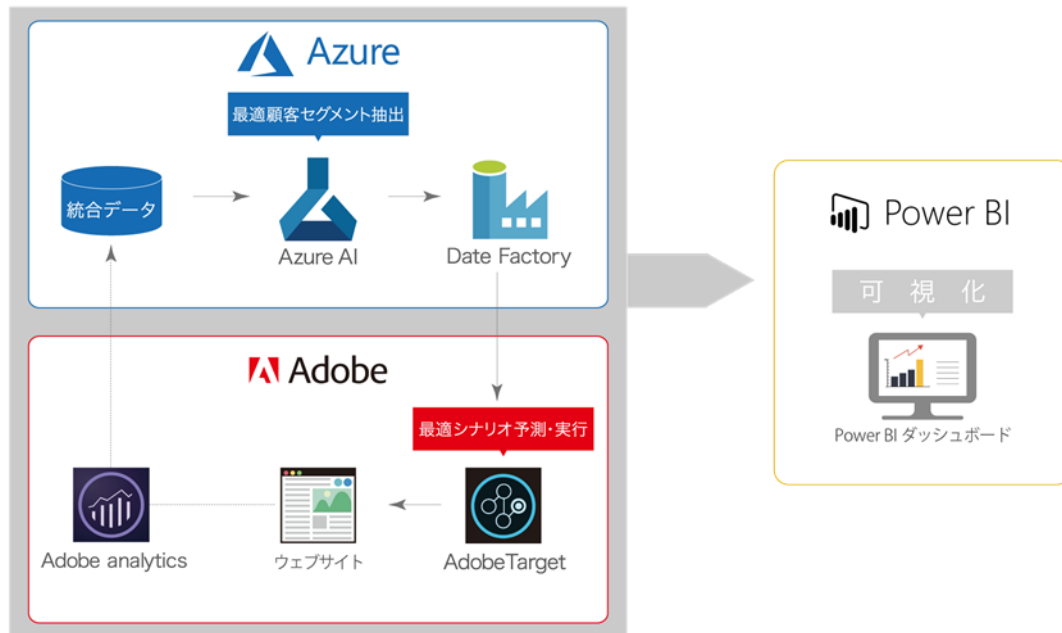 Azure
最適顧客セグメント抽出
統合データ
Azure AI
Date Factory
Adobe
最適シナリオ予測・実行
Adobe analytics
ウェブサイト
AdobeTarget
Power BI
可視化
Power BI ダッシュボード